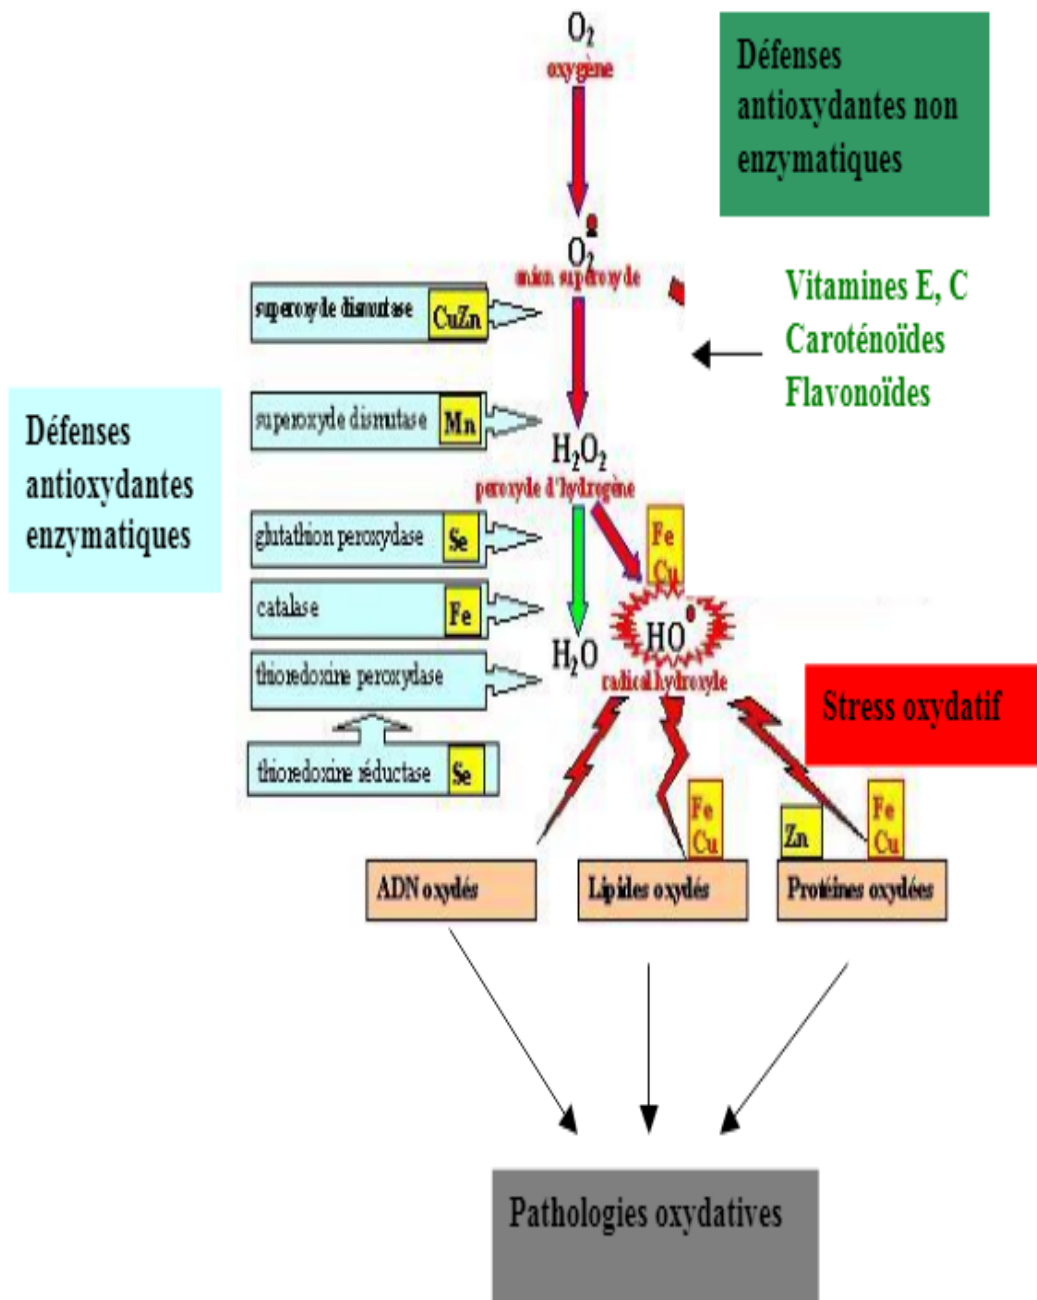 O₂
oxygène
Défenses
antioxydantes non
enzymatiques
O₂
anion superoxyde
Vitamines E, C
Caroténoïdes
Flavonoïdes
superoxyde dismutase CuZn
superoxyde dismutase Mn
Défenses
antioxydantes
enzymatiques
H₂O₂
peroxyde d'hydrogène
glutathion peroxydase Se
Fe
Cu
catalase Fe
HO•
H₂O
radical hydroxyle
thioredoxine peroxydase
thioredoxine réductase Se
Stress oxydatif
Fe
Cu
Zn
Fe
Cu
ADN oxydés
Lipides oxydés
Protéines oxydées
Pathologies oxydatives